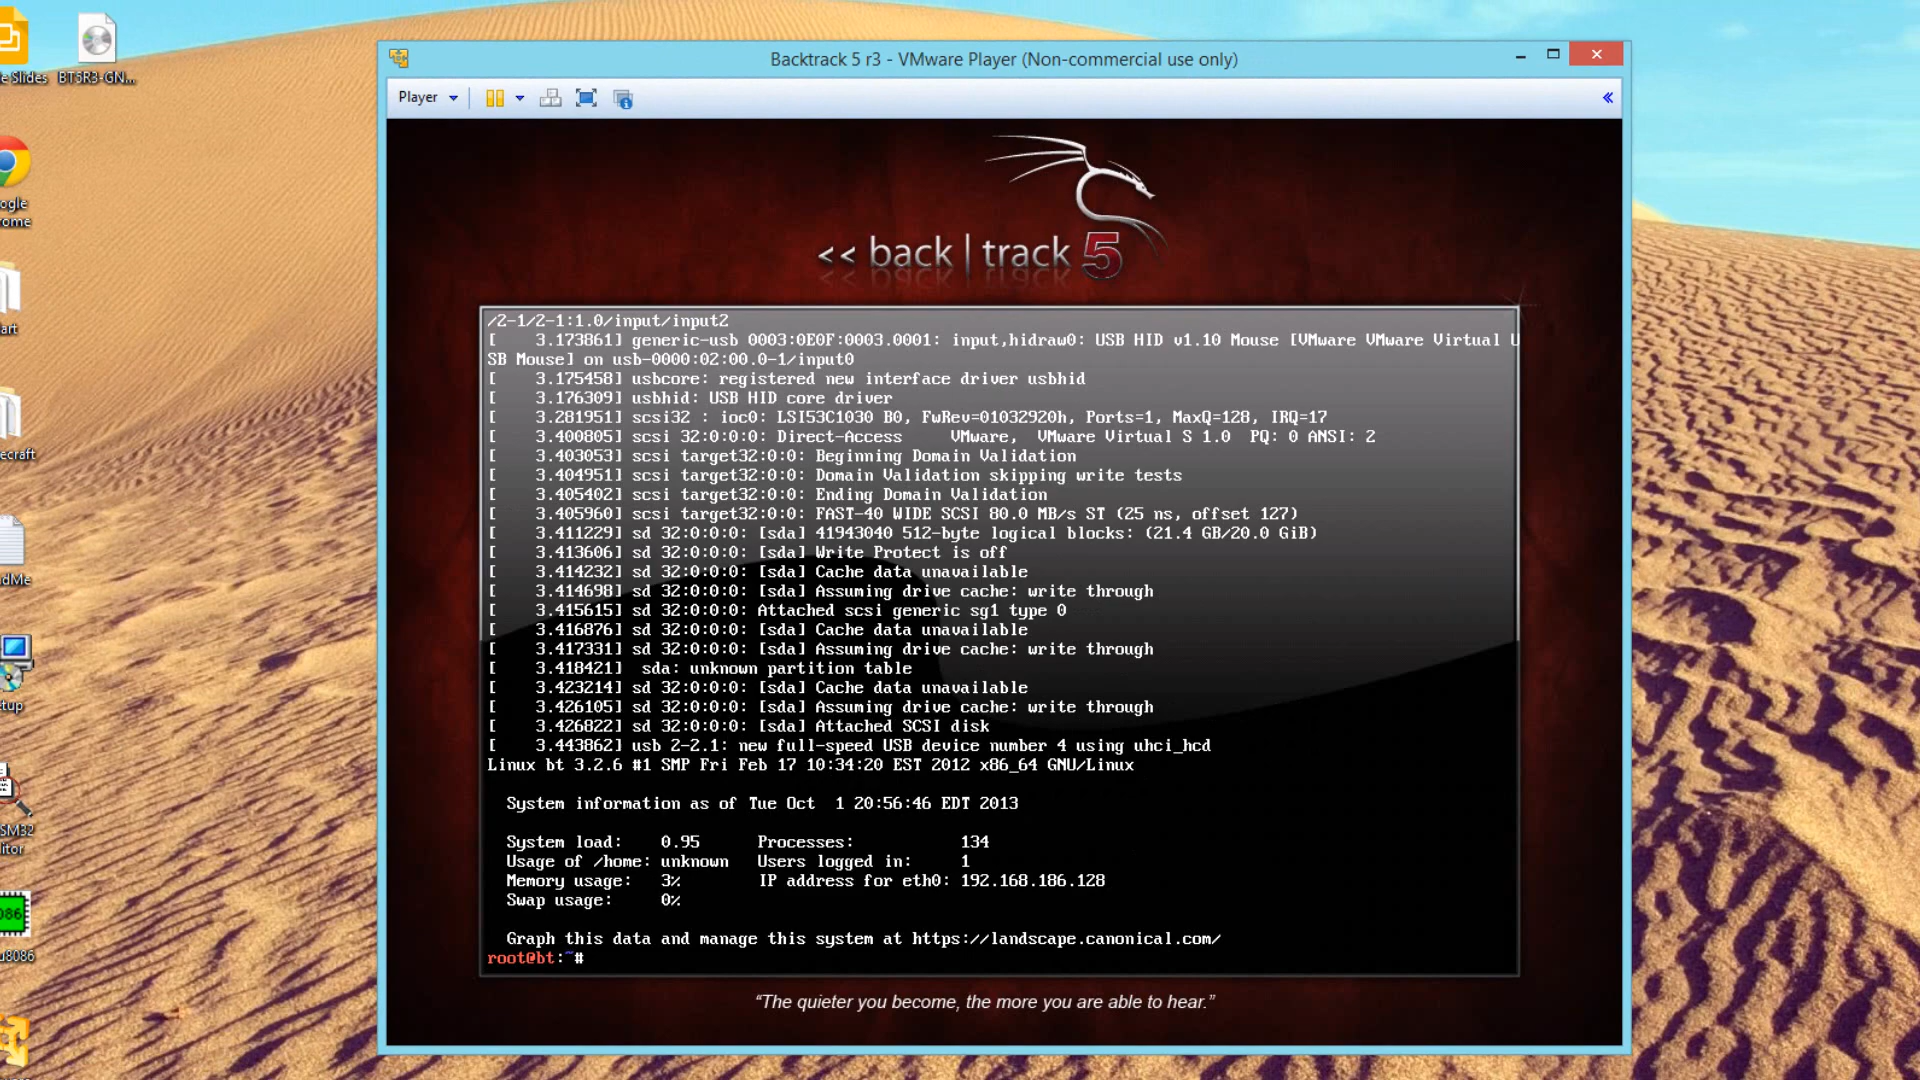 e Slides
BT5R3-GN...
ogle
ome
art
ecraft
dMe
etup
SM32
itor
086
u8086
Backtrack 5 r3 - VMware Player (Non-commercial use only)
Player
<< back | track 5
/2-1/2-1:1.0/input/input2
[    3.173861] generic-usb 0003:0E0F:0003.0001: input,hidraw0: USB HID v1.10 Mouse [VMware VMware Virtual U
SB Mouse] on usb-0000:02:00.0-1/input0
[    3.175458] usbcore: registered new interface driver usbhid
[    3.176309] usbhid: USB HID core driver
[    3.281951] scsi32 : ioc0: LSI53C1030 B0, FwRev=01032920h, Ports=1, MaxQ=128, IRQ=17
[    3.400805] scsi 32:0:0:0: Direct-Access     VMware,  VMware Virtual S 1.0  PQ: 0 ANSI: 2
[    3.403053] scsi target32:0:0: Beginning Domain Validation
[    3.404951] scsi target32:0:0: Domain Validation skipping write tests
[    3.405402] scsi target32:0:0: Ending Domain Validation
[    3.405960] scsi target32:0:0: FAST-40 WIDE SCSI 80.0 MB/s ST (25 ns, offset 127)
[    3.411229] sd 32:0:0:0: [sda] 41943040 512-byte logical blocks: (21.4 GB/20.0 GiB)
[    3.413606] sd 32:0:0:0: [sda] Write Protect is off
[    3.414232] sd 32:0:0:0: [sda] Cache data unavailable
[    3.414698] sd 32:0:0:0: [sda] Assuming drive cache: write through
[    3.415615] sd 32:0:0:0: Attached scsi generic sg1 type 0
[    3.416876] sd 32:0:0:0: [sda] Cache data unavailable
[    3.417331] sd 32:0:0:0: [sda] Assuming drive cache: write through
[    3.418421]  sda: unknown partition table
[    3.423214] sd 32:0:0:0: [sda] Cache data unavailable
[    3.426105] sd 32:0:0:0: [sda] Assuming drive cache: write through
[    3.426822] sd 32:0:0:0: [sda] Attached SCSI disk
[    3.443862] usb 2-2.1: new full-speed USB device number 4 using uhci_hcd
Linux bt 3.2.6 #1 SMP Fri Feb 17 10:34:20 EST 2012 x86_64 GNU/Linux
System information as of Tue Oct  1 20:56:46 EDT 2013
System load:    0.95      Processes:           134
Usage of /home: unknown   Users logged in:     1
Memory usage:   3%        IP address for eth0: 192.168.186.128
Swap usage:     0%
Graph this data and manage this system at https://landscape.canonical.com/
root@bt:~#
“The quieter you become, the more you are able to hear.”